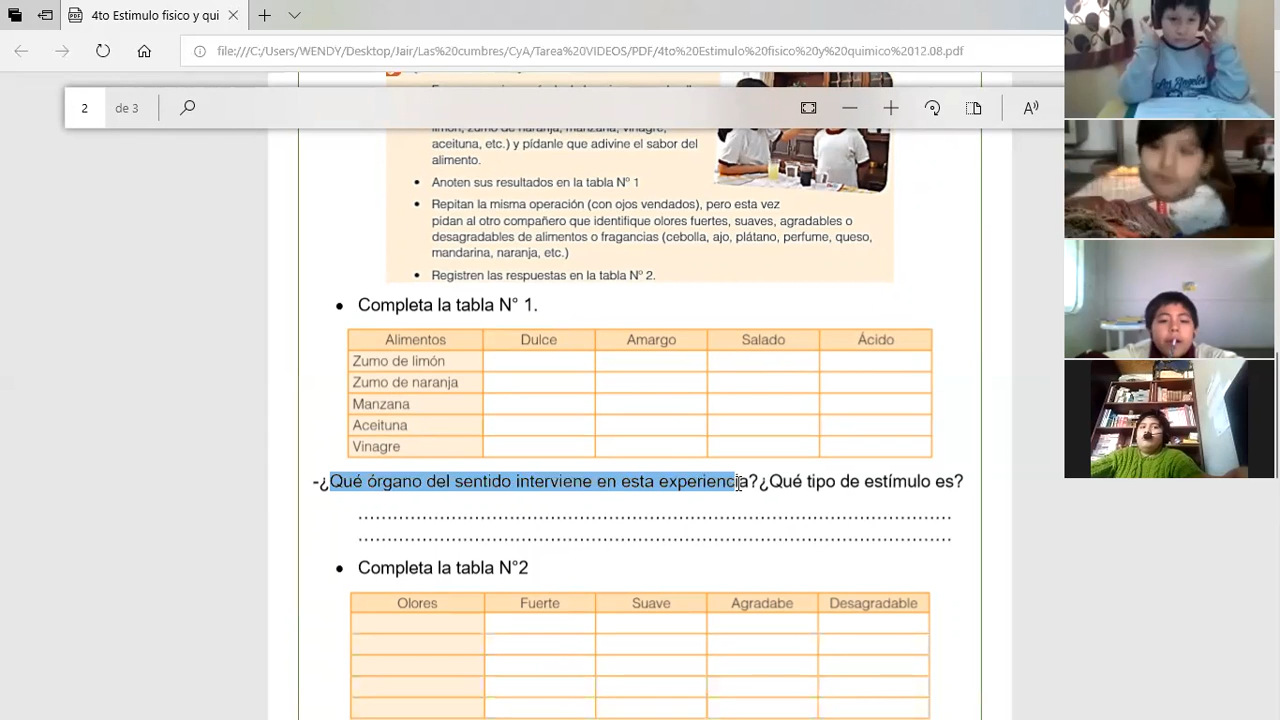 4to Estimulo fisico y qui
file:///C:/Users/WENDY/Desktop/Jair/Las%20cumbres/CyA/Tarea%20VIDEOS/PDF/4to%20Estimulo%20fisico%20y%20quimico%2012.08.pdf
2 de 3
limón, zumo de naranja, manzana, vinagre,
aceituna, etc.) y pídanle que adivine el sabor del
alimento.
• Anoten sus resultados en la tabla N° 1
• Repitan la misma operación (con ojos vendados), pero esta vez
pidan al otro compañero que identifique olores fuertes, suaves, agradables o
desagradables de alimentos o fragancias (cebolla, ajo, plátano, perfume, queso,
mandarina, naranja, etc.)
• Registren las respuestas en la tabla N° 2.
• Completa la tabla N° 1.
Alimentos Dulce Amargo Salado Ácido
Zumo de limón
Zumo de naranja
Manzana
Aceituna
Vinagre
-¿Qué órgano del sentido interviene en esta experiencia?¿Qué tipo de estímulo es?
• Completa la tabla N°2
Olores Fuerte Suave Agradabe Desagradable
Los Angeles